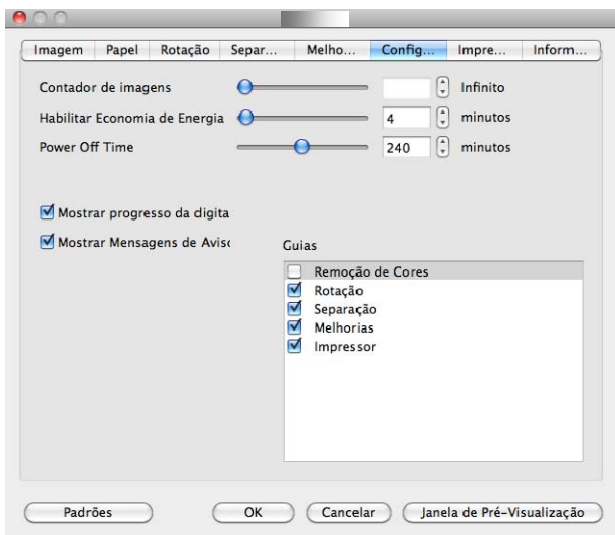 Imagem Papel Rotação Separ... Melho... Config... Impre... Inform...
Contador de imagens Infinito
Habilitar Economia de Energia 4 minutos
Power Off Time 240 minutos
Mostrar progresso da digita
Mostrar Mensagens de Aviso
Guias
Remoção de Cores
Rotação
Separação
Melhorias
Impressor
Padrões OK Cancelar Janela de Pré-Visualização